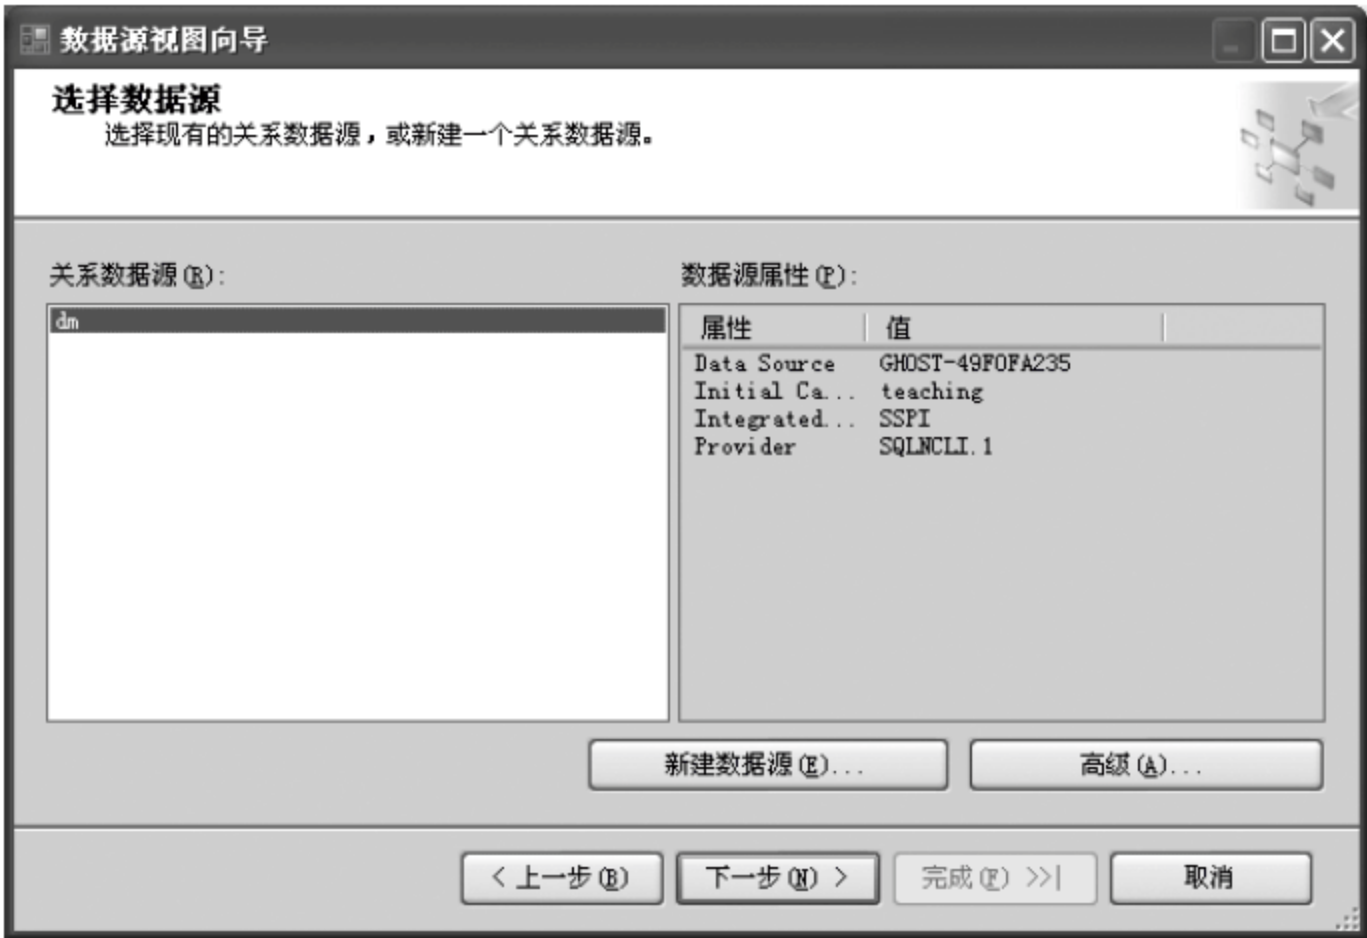 数据源视图向导
选择数据源
选择现有的关系数据源，或新建一个关系数据源。
关系数据源(R):
数据源属性(P):
dm
属性 值
Data Source GHOST-49F0FA235
Initial Ca... teaching
Integrated... SSPI
Provider SQLNCLI.1
新建数据源(E)...
高级(A)...
< 上一步(B)
下一步(N) >
完成(F) >>|
取消